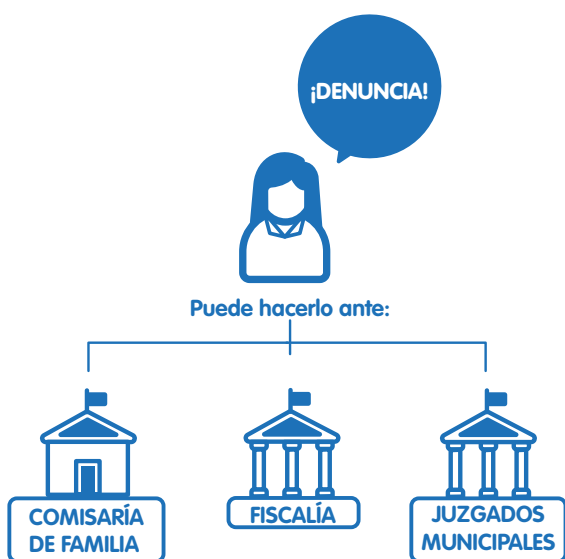 ¡DENUNCIA!
Puede hacerlo ante:
COMISARÍA
DE FAMILIA
FISCALÍA
JUZGADOS
MUNICIPALES